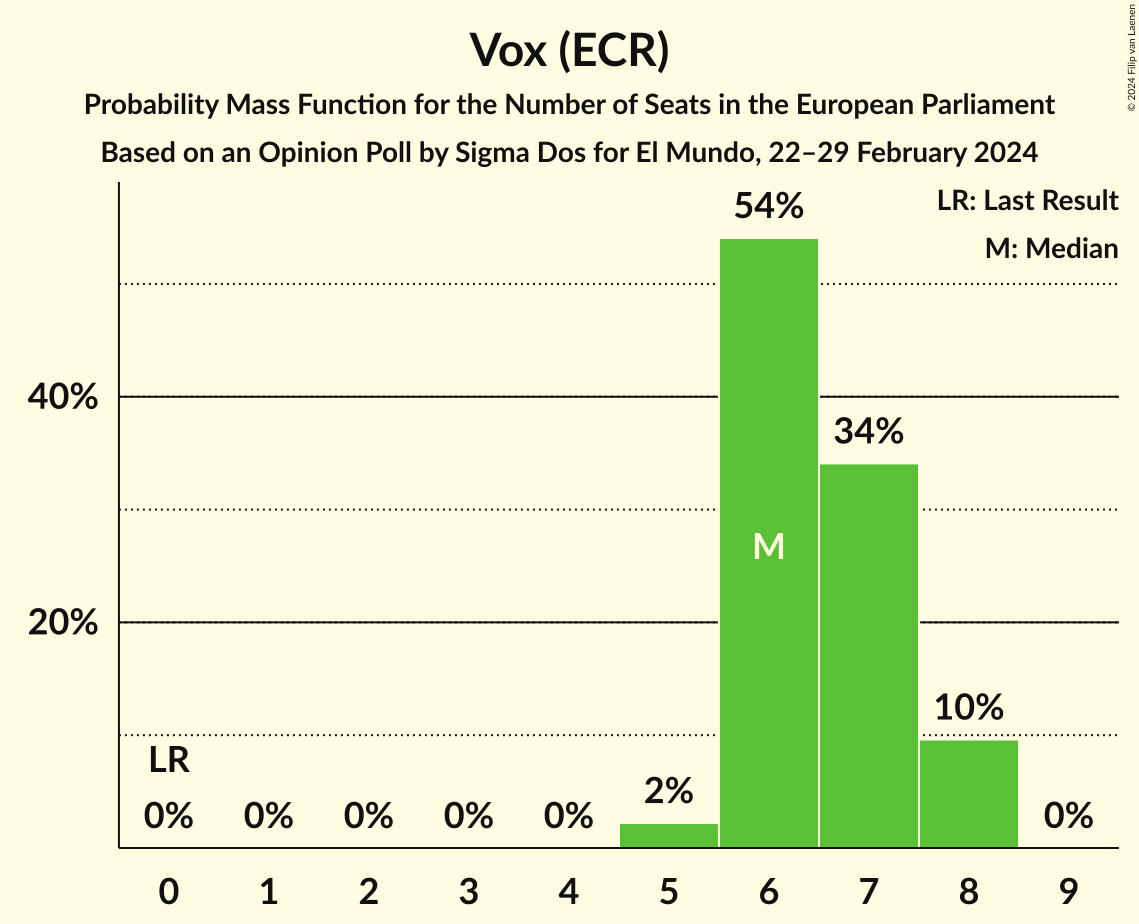 Vox (ECR)
Probability Mass Function for the Number of Seats in the European Parliament
Based on an Opinion Poll by Sigma Dos for El Mundo, 22–29 February 2024
© 2024 Filip van Laenen
LR: Last Result
M: Median
54%
40%
34%
M
20%
10%
LR
2%
0% 0% 0% 0% 0% 0%
0 1 2 3 4 5 6 7 8 9